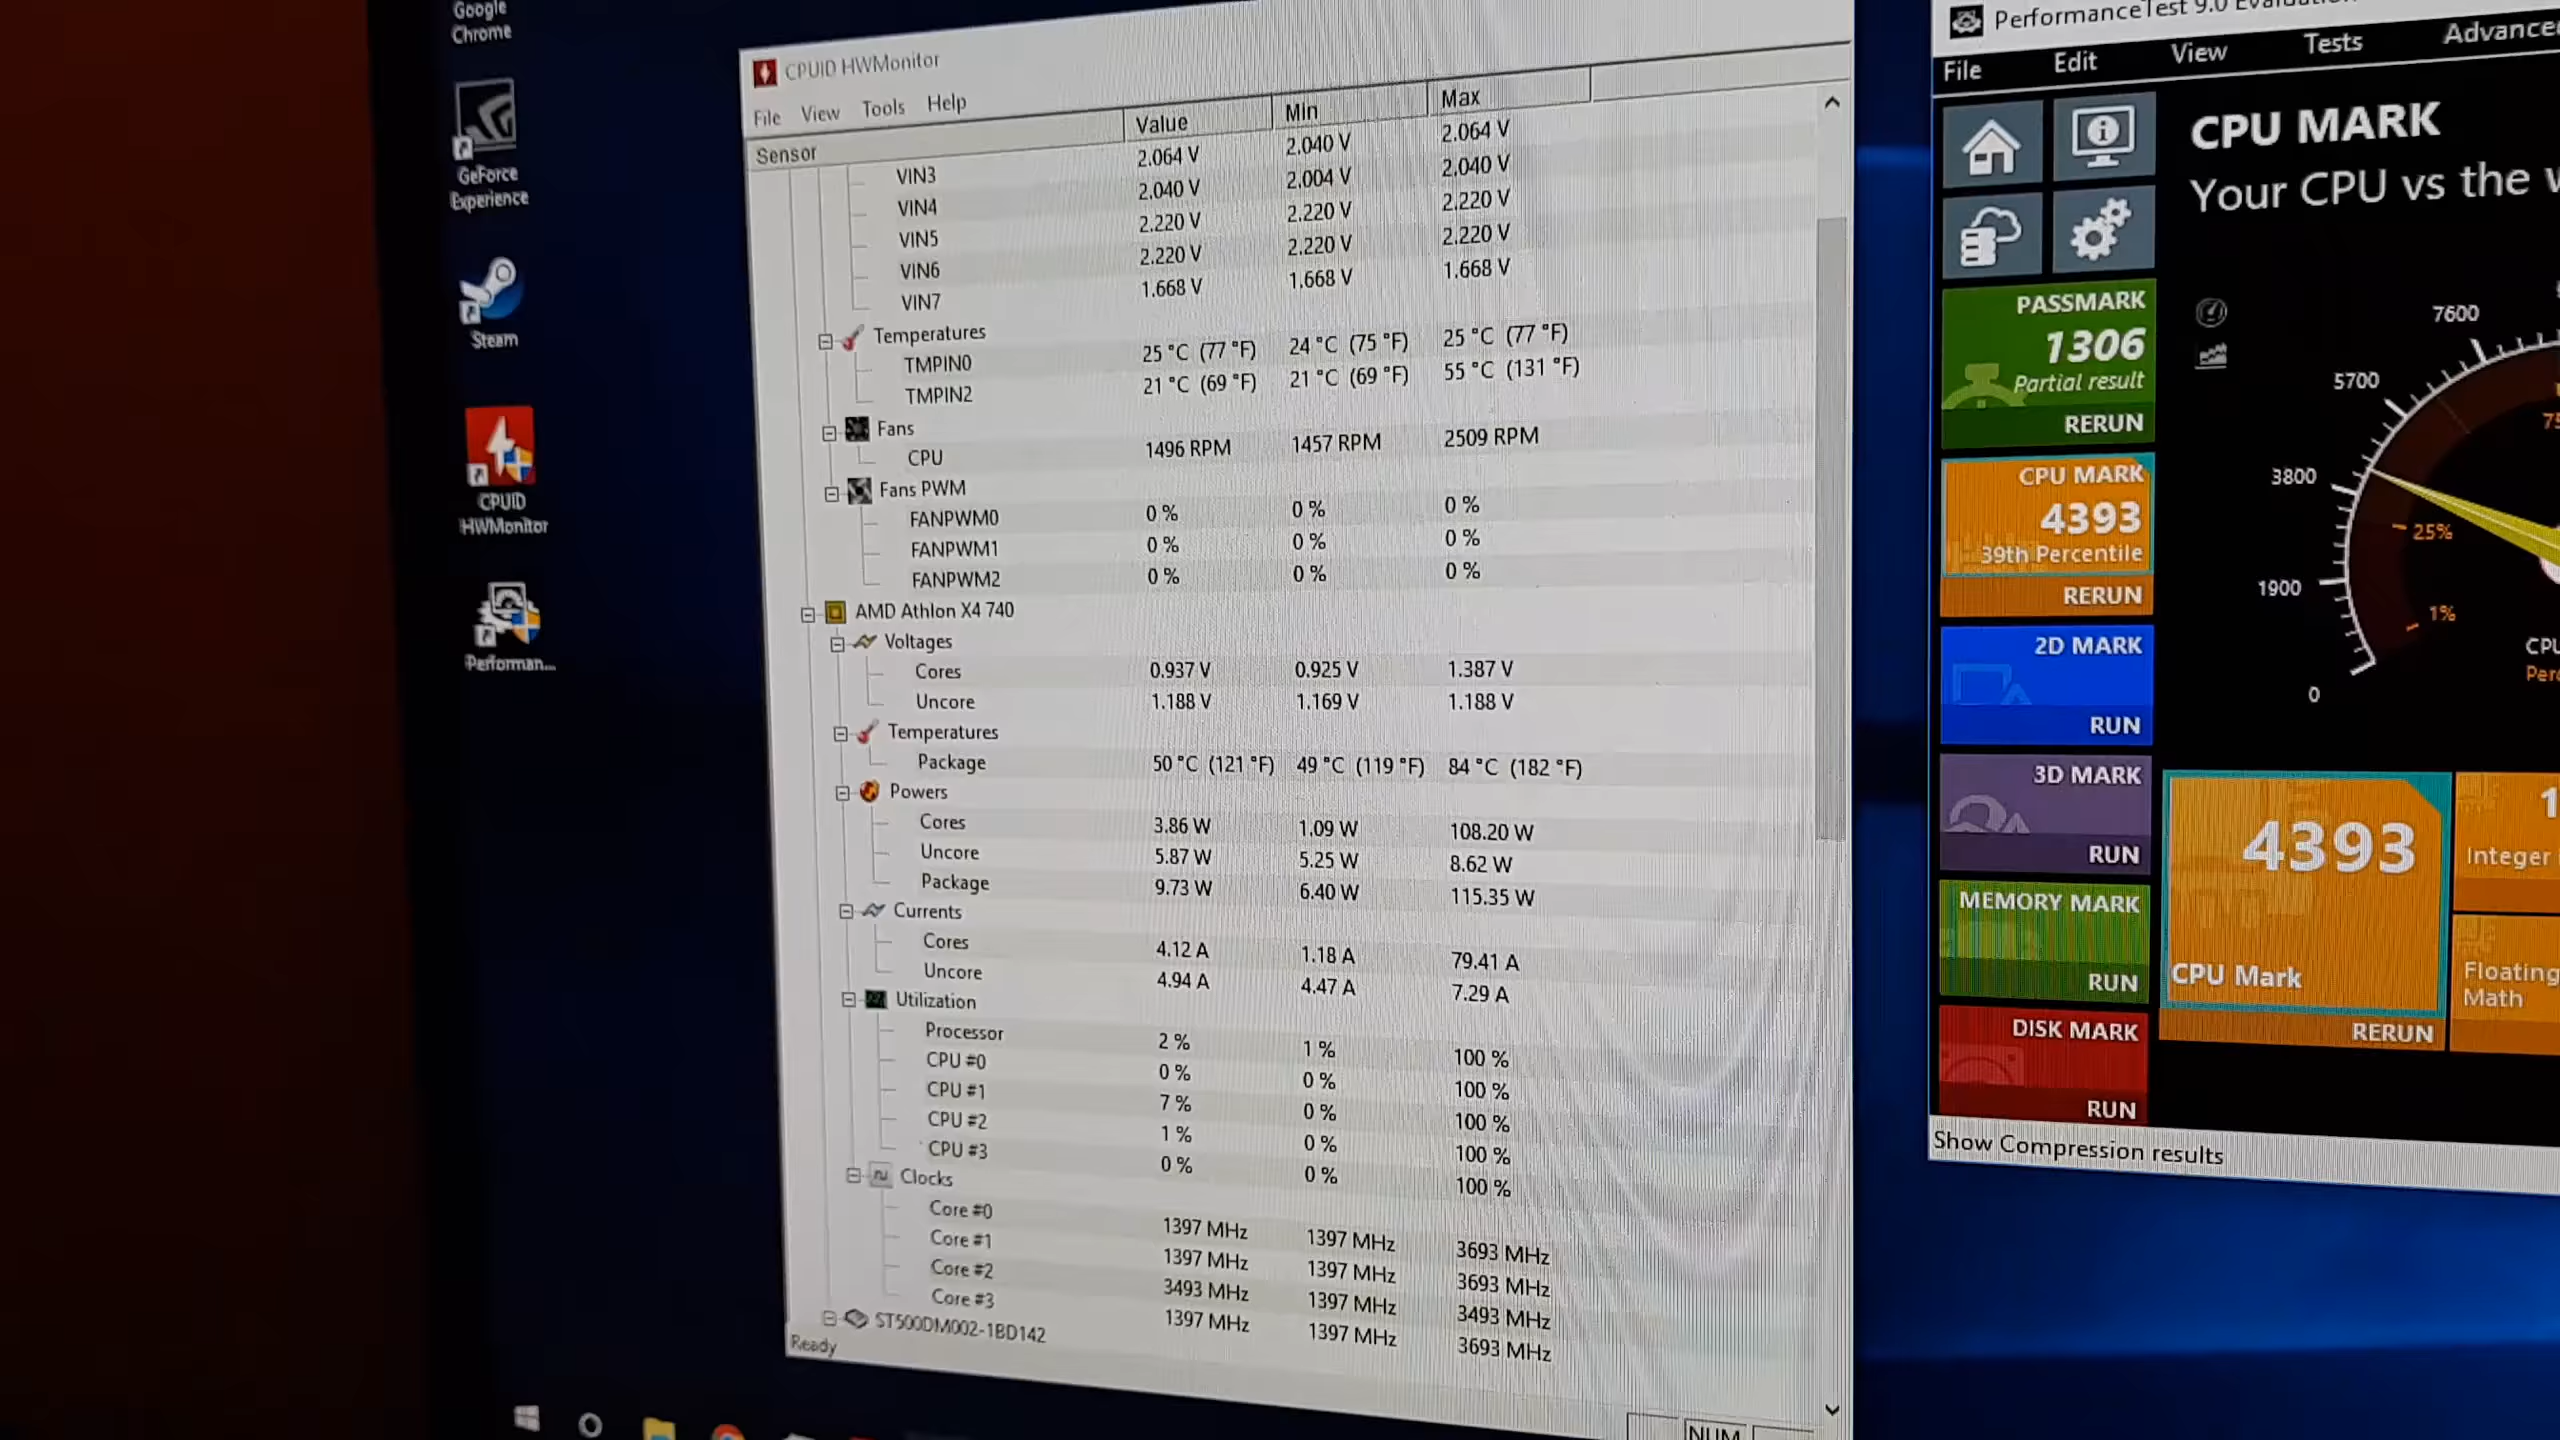 Google
Chrome
GeForce
Experience
Steam
CPUID
HWMonitor
Performan...
CPUID HWMonitor
File View Tools Help
Sensor Value Min Max
VIN3 2.064 V 2.040 V 2.064 V
VIN4 2.040 V 2.004 V 2.040 V
VIN5 2.220 V 2.220 V 2.220 V
VIN6 2.220 V 2.220 V 2.220 V
VIN7 1.668 V 1.668 V 1.668 V
Temperatures
TMPIN0 25 °C (77 °F) 24 °C (75 °F) 25 °C (77 °F)
TMPIN2 21 °C (69 °F) 21 °C (69 °F) 55 °C (131 °F)
Fans
CPU 1496 RPM 1457 RPM 2509 RPM
Fans PWM
FANPWM0 0 % 0 % 0 %
FANPWM1 0 % 0 % 0 %
FANPWM2 0 % 0 % 0 %
AMD Athlon X4 740
Voltages
Cores 0.937 V 0.925 V 1.387 V
Uncore 1.188 V 1.169 V 1.188 V
Temperatures
Package 50 °C (121 °F) 49 °C (119 °F) 84 °C (182 °F)
Powers
Cores 3.86 W 1.09 W 108.20 W
Uncore 5.87 W 5.25 W 8.62 W
Package 9.73 W 6.40 W 115.35 W
Currents
Cores 4.12 A 1.18 A 79.41 A
Uncore 4.94 A 4.47 A 7.29 A
Utilization
Processor 2 % 1 % 100 %
CPU #0 0 % 0 % 100 %
CPU #1 7 % 0 % 100 %
CPU #2 1 % 0 % 100 %
CPU #3 0 % 0 % 100 %
Clocks
Core #0 1397 MHz 1397 MHz 3693 MHz
Core #1 1397 MHz 1397 MHz 3693 MHz
Core #2 3493 MHz 1397 MHz 3493 MHz
Core #3 1397 MHz 1397 MHz 3693 MHz
ST500DM002-1BD142
Ready
NUM
PerformanceTest 9.0
File Edit View Tests
CPU MARK
Your CPU vs the
PASSMARK
1306
Partial result
RERUN
CPU MARK
4393
39th Percentile
RERUN
2D MARK
RUN
3D MARK
RUN
MEMORY MARK
RUN
DISK MARK
RUN
7600
5700
3800
25%
1900
1%
0
4393
CPU Mark
RERUN
Integer
Floating
Math
Show Compression results